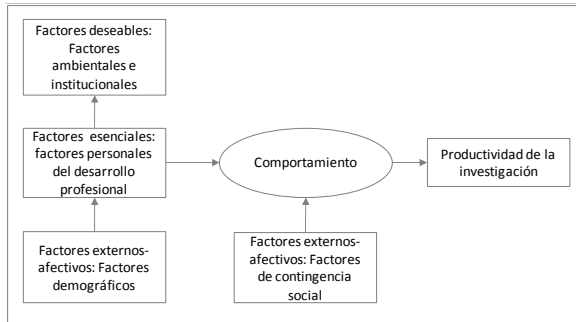 Factores deseables:
Factores
ambientales e
institucionales
Factores esenciales:
factores personales
del desarrollo
profesional
Comportamiento
Productividad de la
investigación
Factores externos-
afectivos: Factores
demográficos
Factores externos-
afectivos: Factores
de contingencia
social